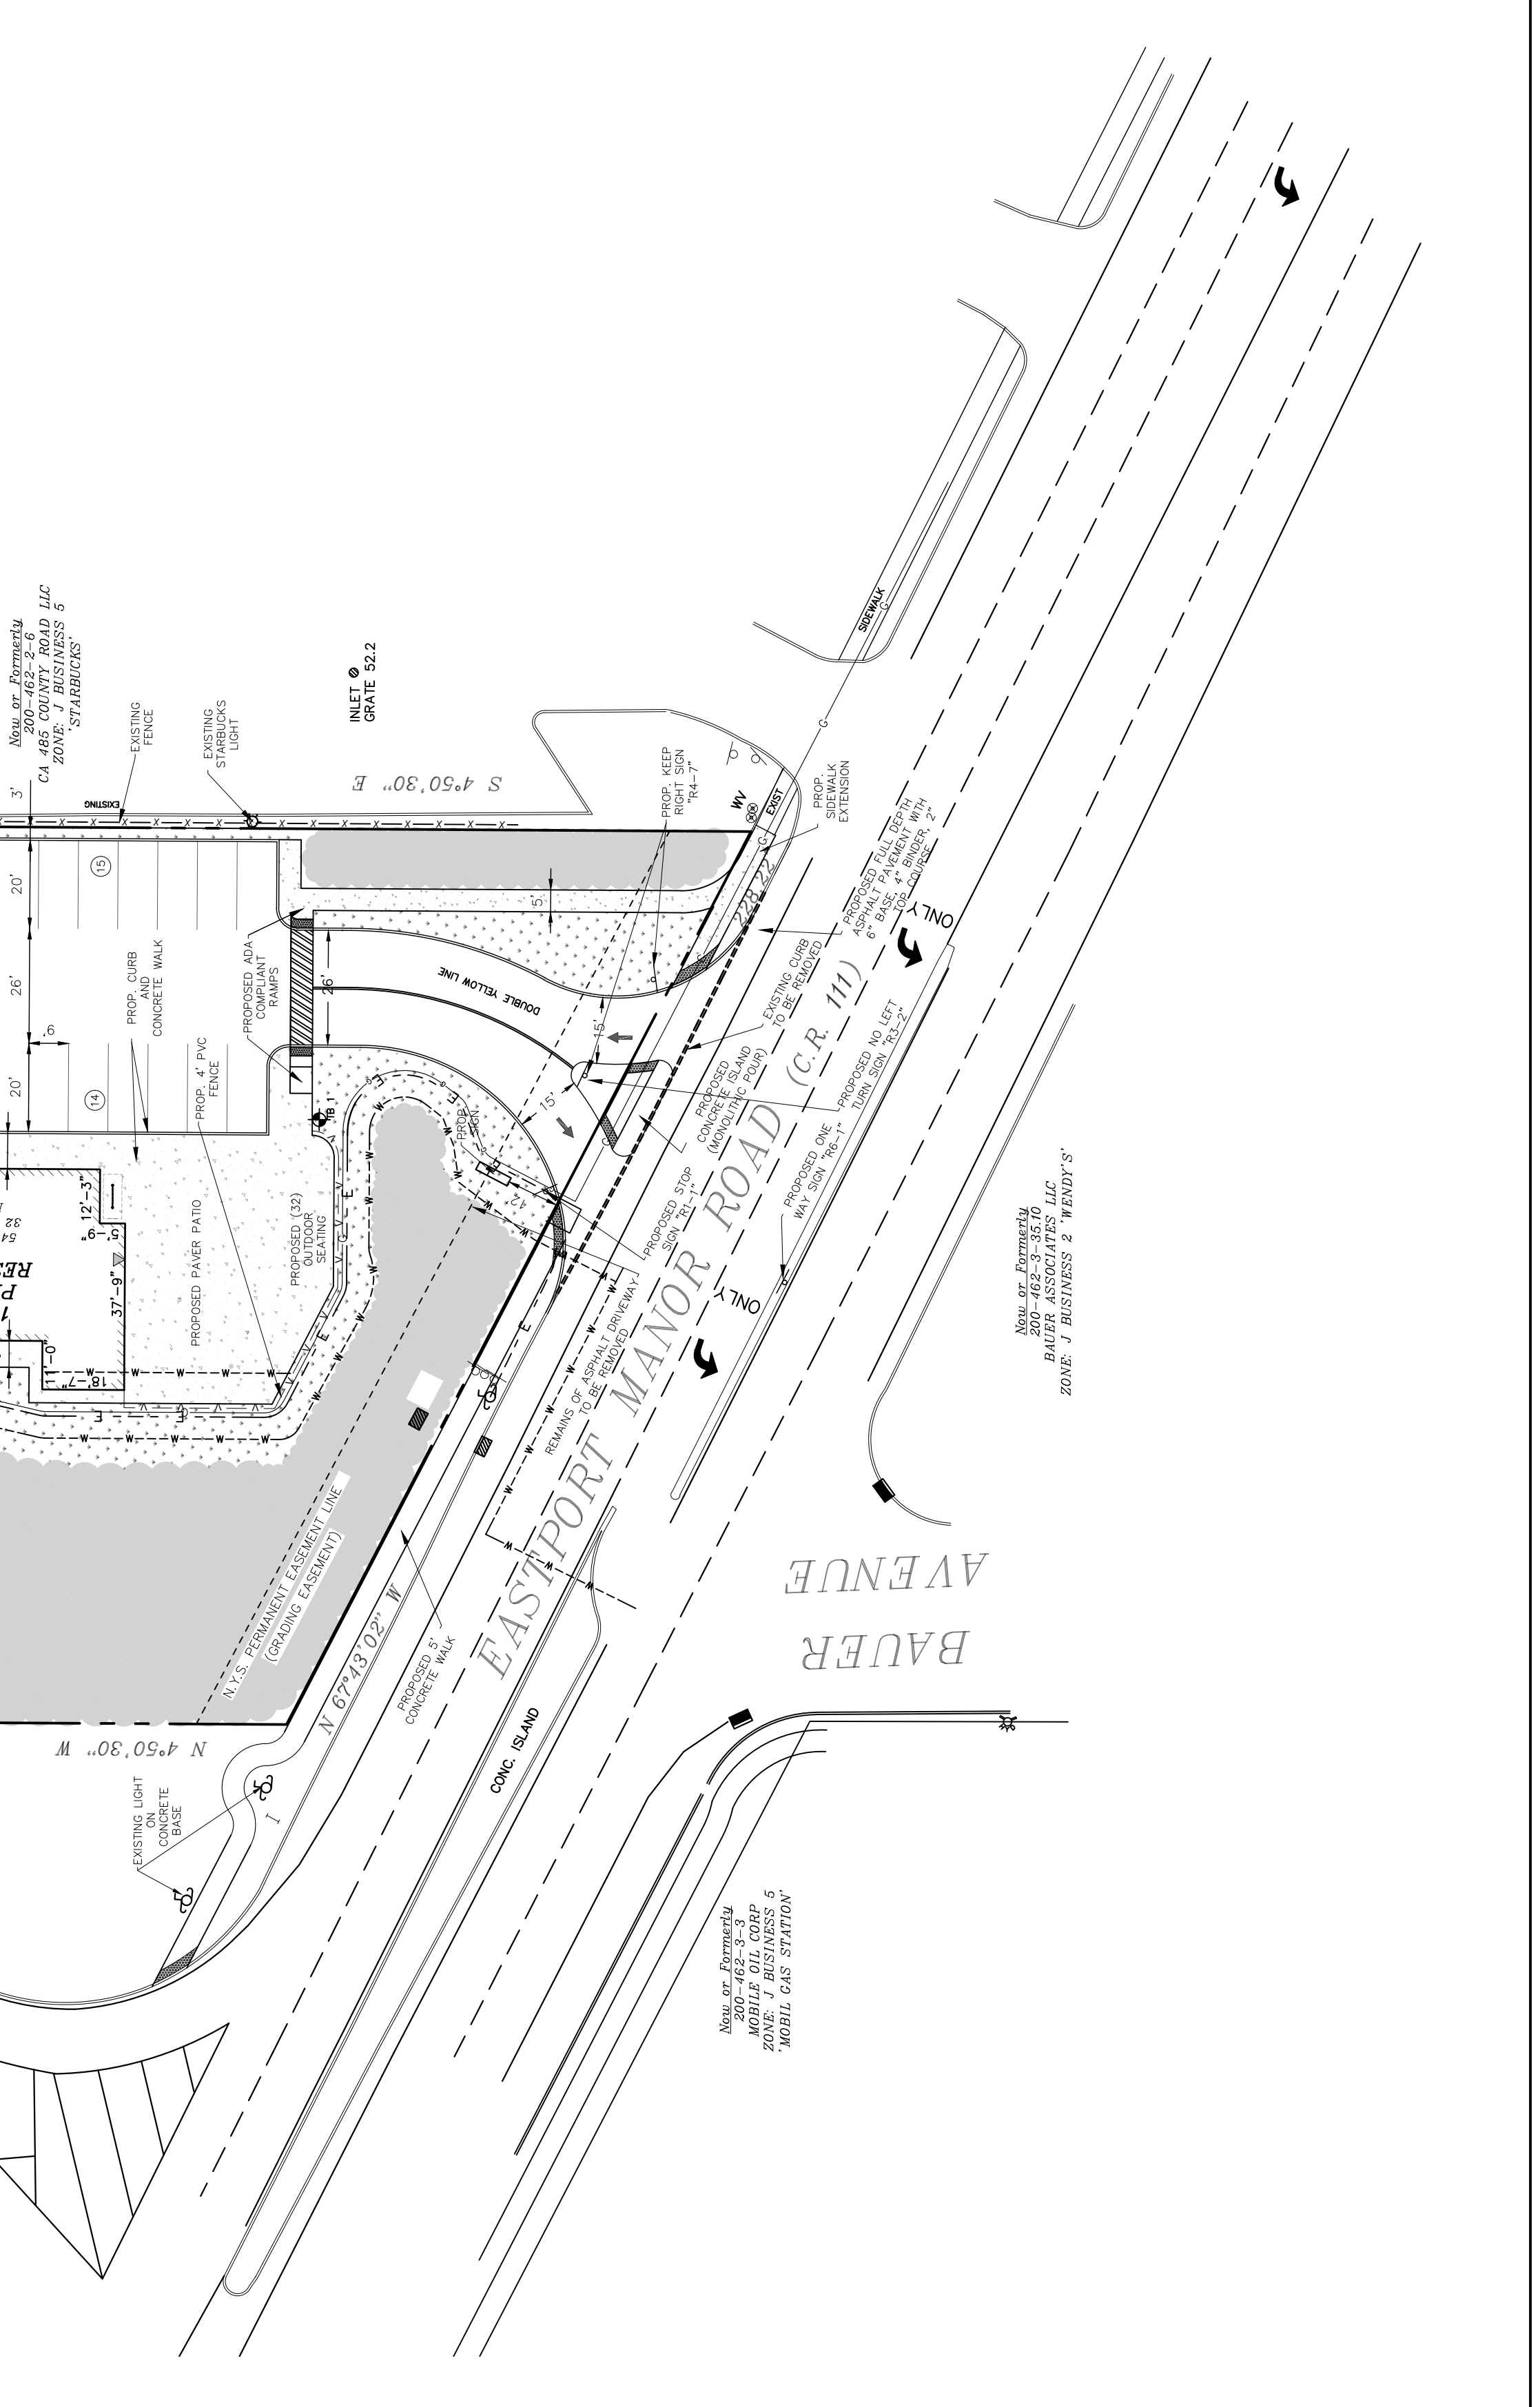 Now or Formerly
200-462-2-6
CA 485 COUNTY ROAD LLC
ZONE: J BUSINESS 5
'STARBUCKS'
3'
20'
26'
20'
9'
EXISTING
EXISTING
FENCE
EXISTING
STARBUCKS
LIGHT
INLET
GRATE 52.2
S 4°50'30" E
15
14
PROP. CURB
AND
CONCRETE WALK
PROP. 4' PVC
FENCE
PROPOSED ADA
COMPLIANT
RAMPS
26'
5'
DOUBLE YELLOW LINE
15'
15'
PROP. KEEP
RIGHT SIGN
"R4-7"
WV
EXIST
PROP.
SIDEWALK
EXTENSION
SIDEWALK
G
G
G
228.22
PROPOSED FULL DEPTH
ASPHALT PAVEMENT WITH
6" BASE, 4" BINDER, 2"
TOP COURSE
EXISTING CURB
TO BE REMOVED
PROPOSED
CONCRETE ISLAND
(MONOLITHIC POUR)
PROPOSED NO LEFT
TURN SIGN "R3-2"
PROPOSED ONE
WAY SIGN "R6-1"
PROPOSED STOP
SIGN "R1-1"
ONLY
ONLY
EASTPORT MANOR ROAD (C.R. 111)
REMAINS OF ASPHALT DRIVEWAY
TO BE REMOVED
PROP.
SIGN
12'
TB 1
12'-3"
5'-9"
37'-9"
11'-0"
18'-7"
54
32
RES
P
1
PROPOSED PAVER PATIO
PROPOSED (32)
OUTDOOR
SEATING
N.Y.S. PERMANENT EASEMENT LINE
(GRADING EASEMENT)
N 67°43'02" W
N 4°50'30" W
PROPOSED 5'
CONCRETE WALK
EXISTING LIGHT
ON
CONCRETE
BASE
CONC. ISLAND
BAUER
AVENUE
Now or Formerly
200-462-3-35.10
BAUER ASSOCIATES LLC
ZONE: J BUSINESS 2 'WENDY'S'
Now or Formerly
200-462-3-3
MOBILE OIL CORP
ZONE: J BUSINESS 5
'MOBIL GAS STATION'